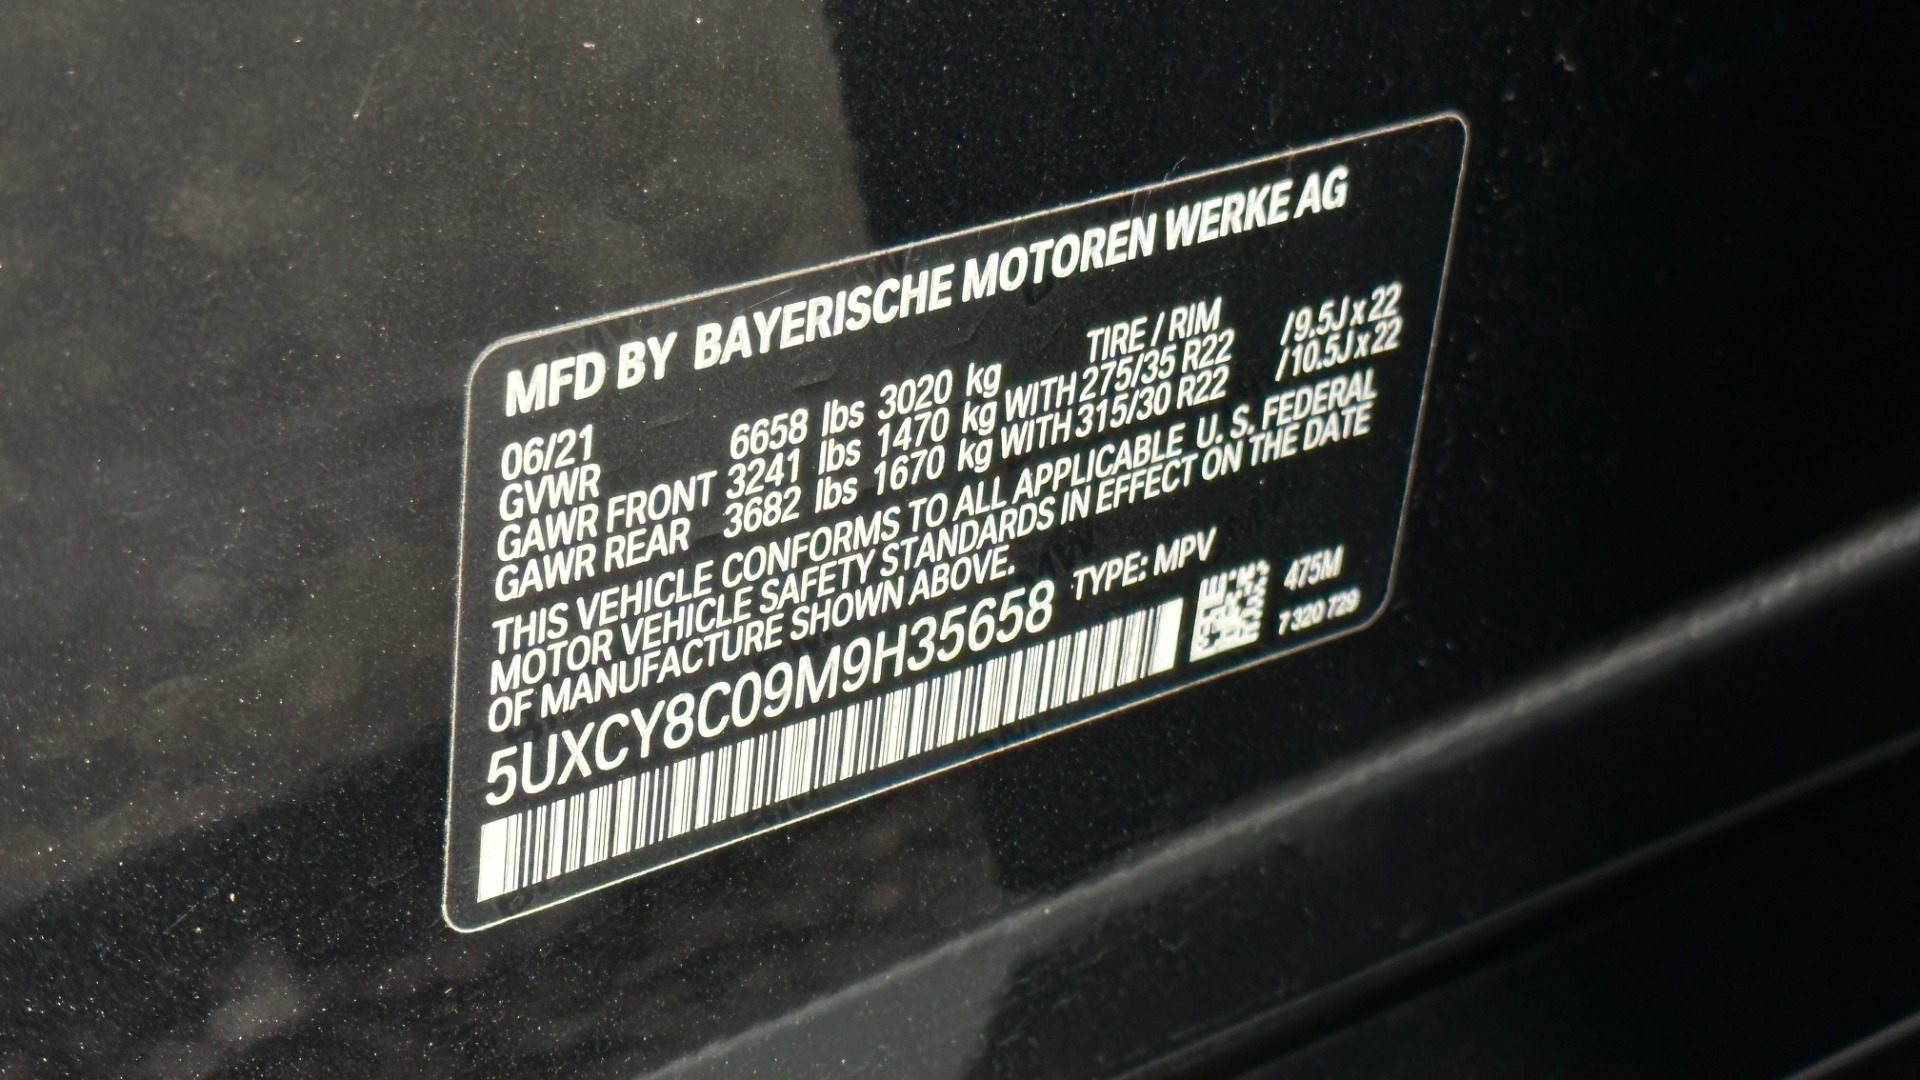 MFD BY BAYERISCHE MOTOREN WERKE AG
06/21 TIRE / RIM
GVWR 6658 lbs 3020 kg
GAWR FRONT 3241 lbs 1470 kg WITH 275/35 R22 /9.5J x 22
GAWR REAR 3682 lbs 1670 kg WITH 315/30 R22 /10.5J x 22
THIS VEHICLE CONFORMS TO ALL APPLICABLE U. S. FEDERAL
MOTOR VEHICLE SAFETY STANDARDS IN EFFECT ON THE DATE
OF MANUFACTURE SHOWN ABOVE.
5UXCY8C09M9H35658 TYPE: MPV
475M
7 320 729